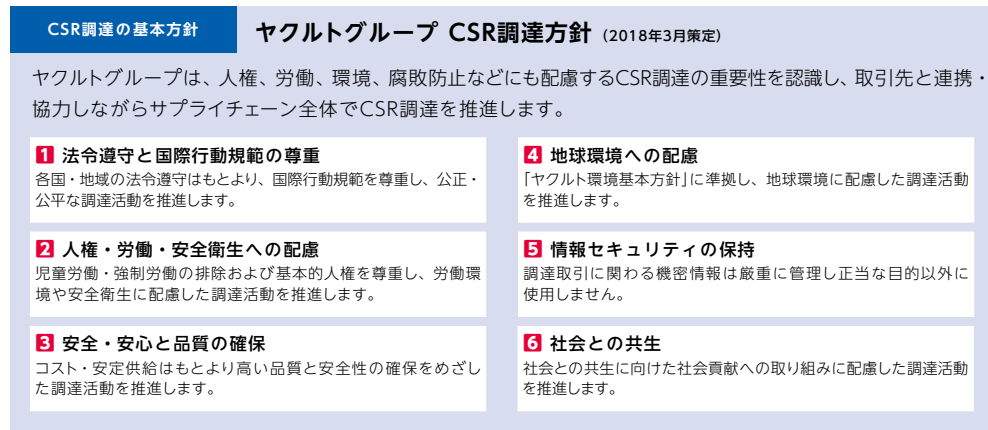 CSR調達の基本方針
ヤクルトグループ CSR調達方針（2018年3月策定）
ヤクルトグループは、人権、労働、環境、腐敗防止などにも配慮するCSR調達の重要性を認識し、取引先と連携・
協力しながらサプライチェーン全体でCSR調達を推進します。
1 法令遵守と国際行動規範の尊重
各国・地域の法令遵守はもとより、国際行動規範を尊重し、公正・
公平な調達活動を推進します。
2 人権・労働・安全衛生への配慮
児童労働・強制労働の排除および基本的人権を尊重し、労働環
境や安全衛生に配慮した調達活動を推進します。
3 安全・安心と品質の確保
コスト・安定供給はもとより高い品質と安全性の確保をめざし
た調達活動を推進します。
4 地球環境への配慮
「ヤクルト環境基本方針」に準拠し、地球環境に配慮した調達活動
を推進します。
5 情報セキュリティの保持
調達取引に関わる機密情報は厳重に管理し正当な目的以外に
使用しません。
6 社会との共生
社会との共生に向けた社会貢献への取り組みに配慮した調達活動
を推進します。